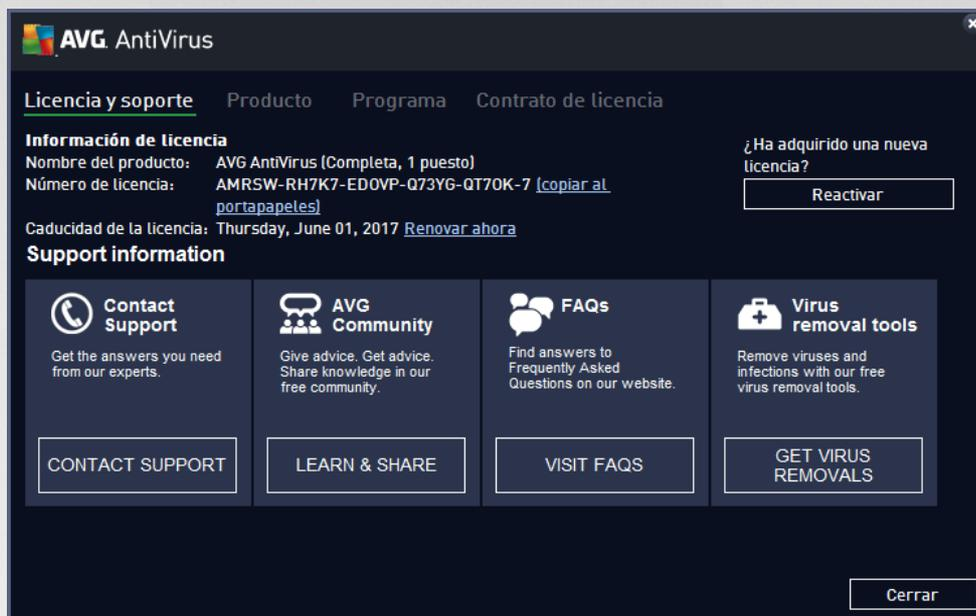 AVG AntiVirus
Licencia y soporte Producto Programa Contrato de licencia
Información de licencia
Nombre del producto: AVG AntiVirus (Completa, 1 puesto)
Número de licencia: AMRSW-RH7K7-EDOVP-Q73YG-QT7OK-7 (copiar al
portapapeles)
Caducidad de la licencia: Thursday, June 01, 2017 Renovar ahora
¿Ha adquirido una nueva
licencia?
Reactivar
Support information
Contact
Support
Get the answers you need
from our experts.
CONTACT SUPPORT
AVG
Community
Give advice. Get advice.
Share knowledge in our
free community.
LEARN & SHARE
FAQs
Find answers to
Frequently Asked
Questions on our website.
VISIT FAQS
Virus
removal tools
Remove viruses and
infections with our free
virus removal tools.
GET VIRUS
REMOVALS
Cerrar